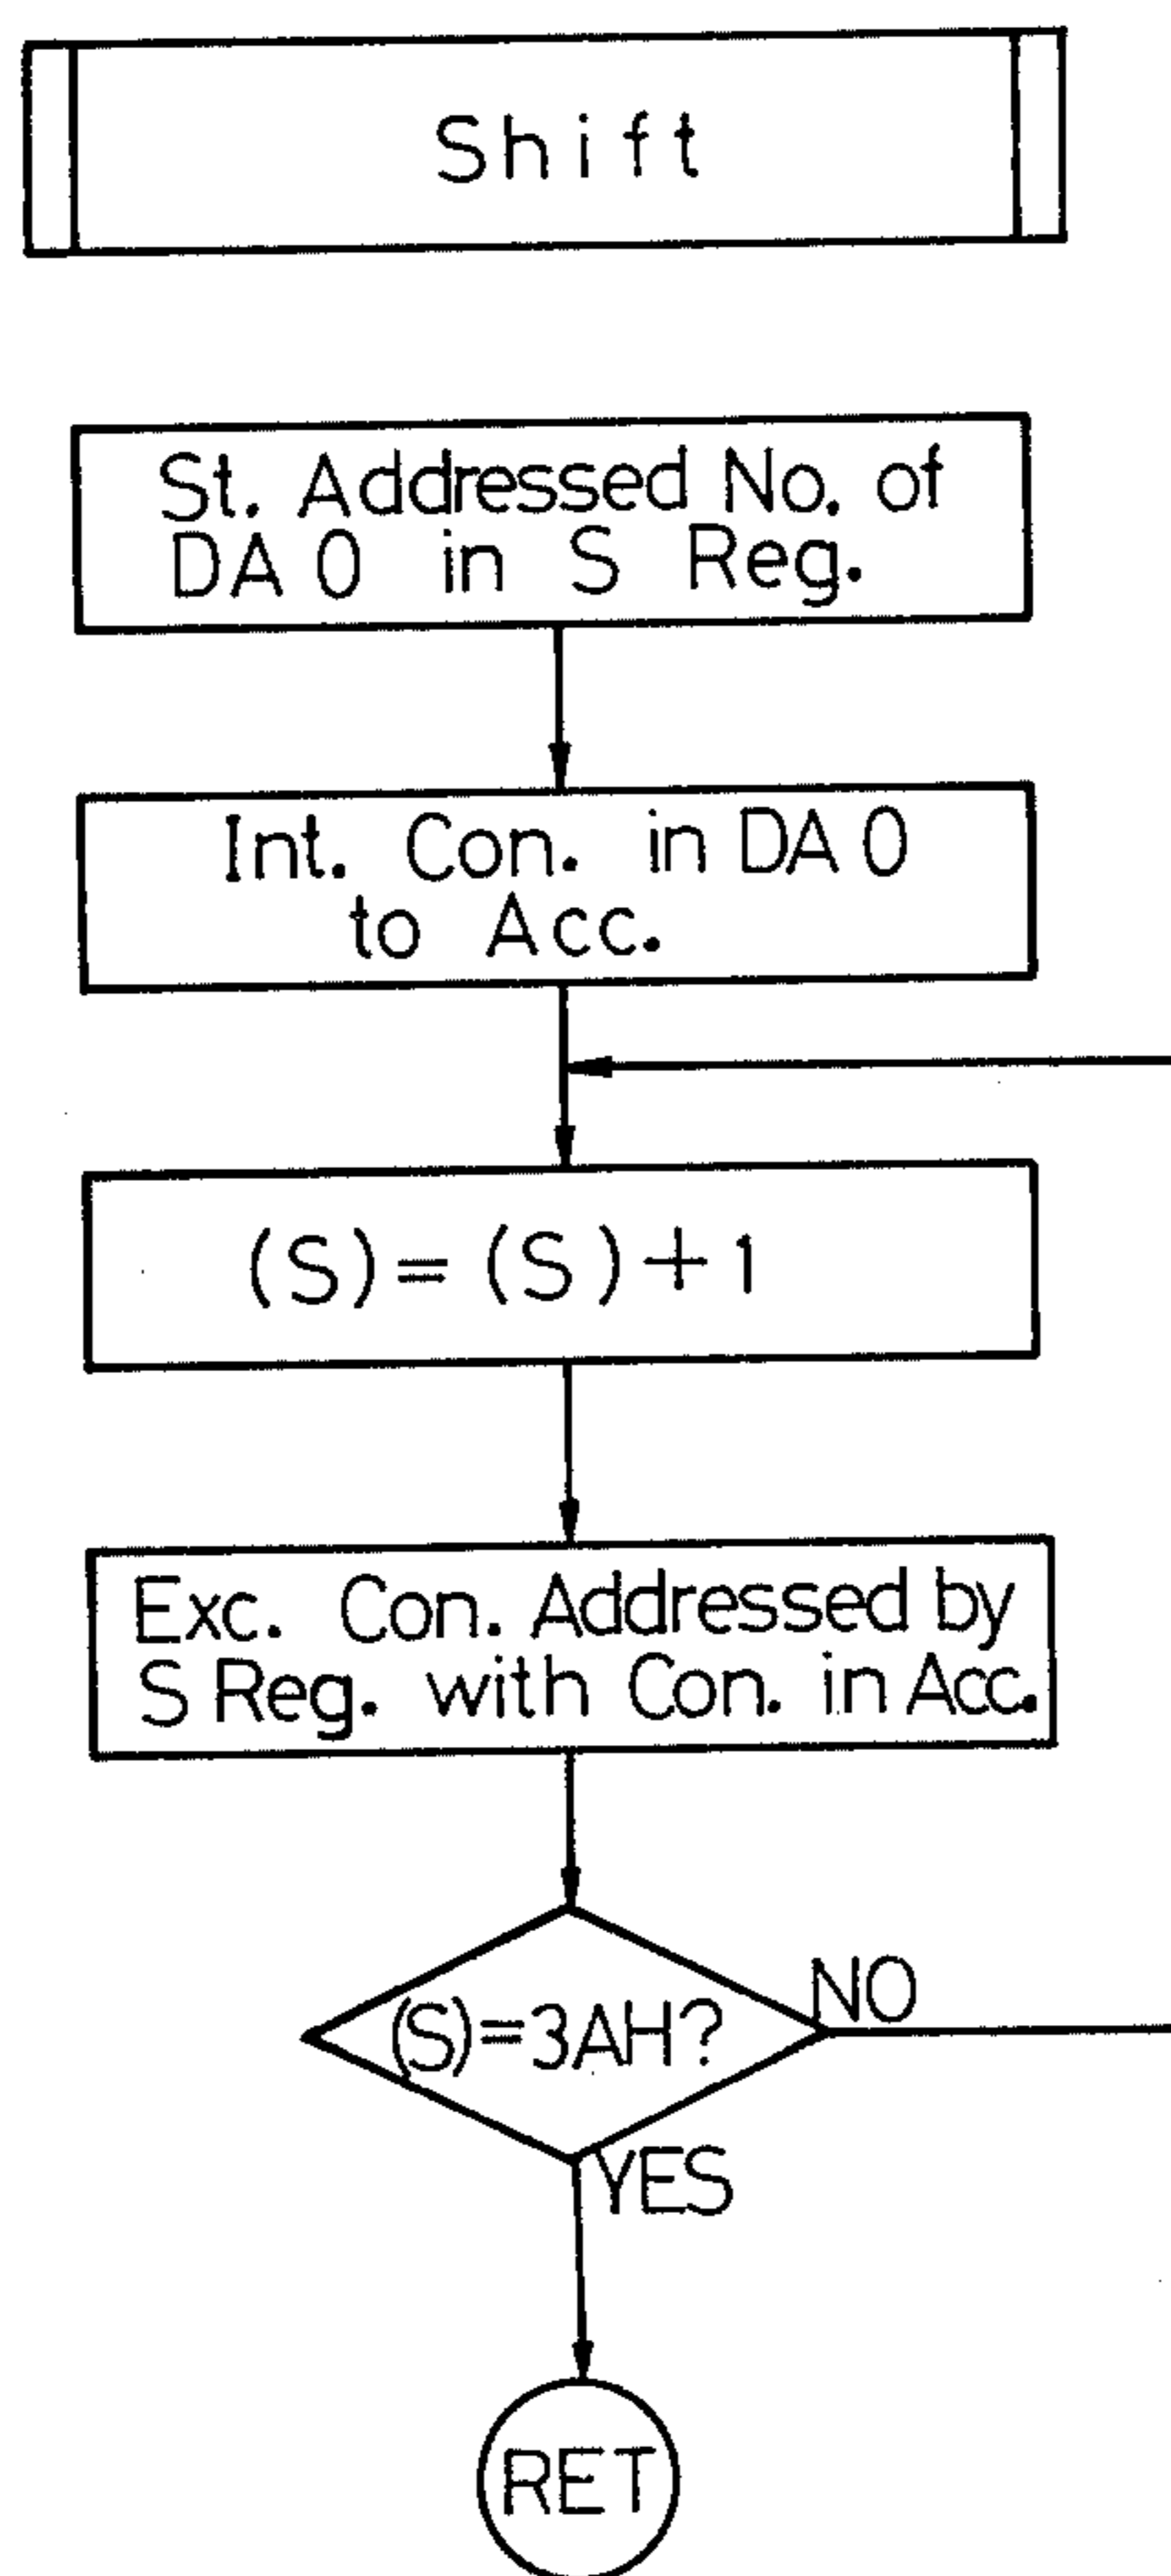 Shift
St. Addressed No. of
DA 0 in S Reg.
Int. Con. in DA 0
to Acc.
(S) = (S) + 1
Exc. Con. Addressed by
S Reg. with Con. in Acc.
(S)=3AH?
NO
YES
RET